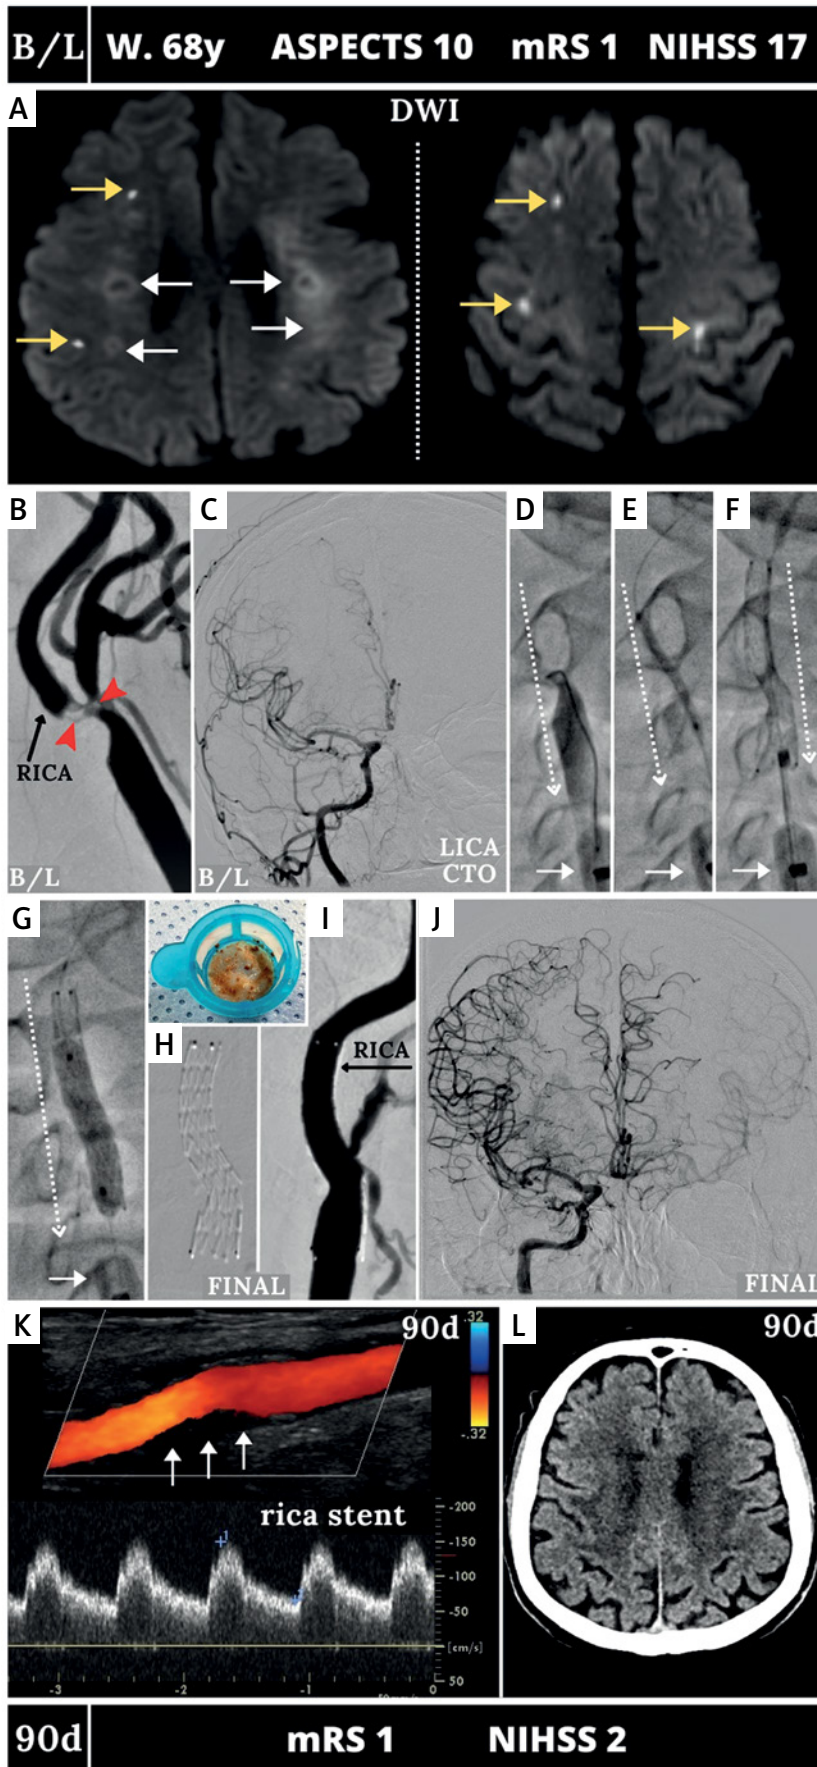 B/L W. 68y ASPECTS 10 mRS 1 NIHSS 17
A
DWI
B
RICA
B/L
C
B/L
LICA
CTO
D
E
F
G
H
FINAL
I
RICA
J
FINAL
K
90d
.32
-.32
rica stent
1
-200
-150
-100
-50
[cm/s]
50
-3 -2 -1 0
L
90d
90d mRS 1 NIHSS 2